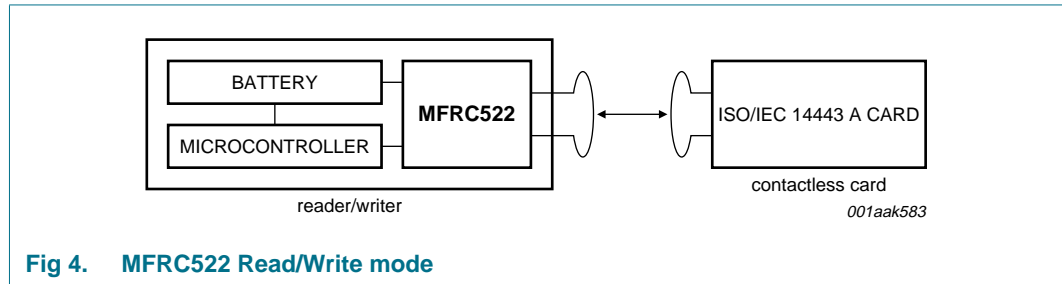 BATTERY
MICROCONTROLLER
MFRC522
ISO/IEC 14443 A CARD
reader/writer
contactless card
001aak583
Fig 4. MFRC522 Read/Write mode